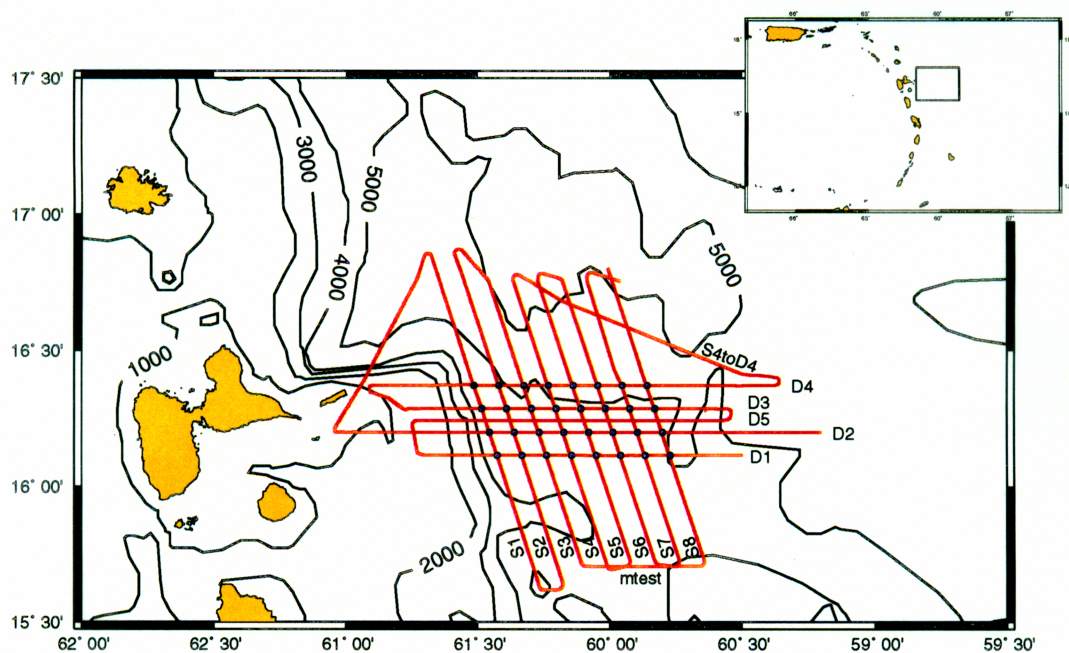 17° 30'
3000
5000
17° 00'
4000
5000
1000
16° 30'
S4toD4
D4
D3
D5
D2
D1
16° 00'
2000
S1
S2
S3
S4
S5
S6
S7
S8
mtest
15° 30'
62° 00'
62° 30'
61° 00'
61° 30'
60° 00'
60° 30'
59° 00'
59° 30'